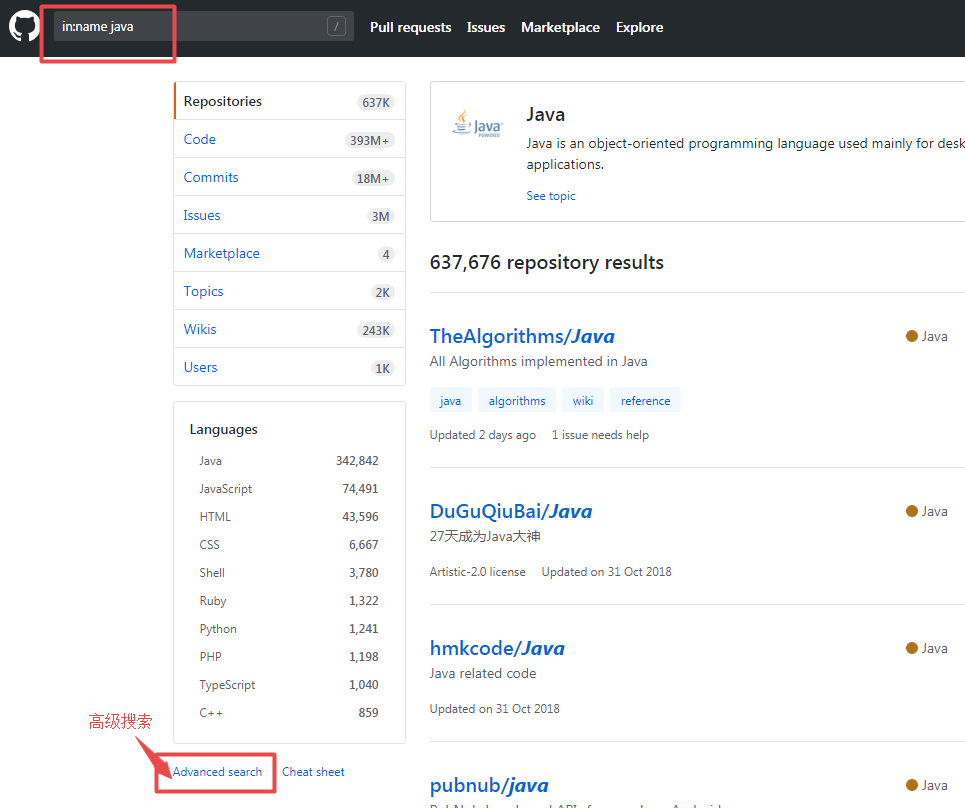 in:name java
/
Pull requests Issues Marketplace Explore
Repositories 637K
Code 393M+
Commits 18M+
Issues 3M
Marketplace 4
Topics 2K
Wikis 243K
Users 1K
Languages
Java 342,842
JavaScript 74,491
HTML 43,596
CSS 6,667
Shell 3,780
Ruby 1,322
Python 1,241
PHP 1,198
TypeScript 1,040
C++ 859
高级搜索
Advanced search Cheat sheet
Java
POWERED
Java
Java is an object-oriented programming language used mainly for desk
applications.
See topic
637,676 repository results
TheAlgorithms/Java Java
All Algorithms implemented in Java
java algorithms wiki reference
Updated 2 days ago 1 issue needs help
DuGuQiuBai/Java Java
27天成为Java大神
Artistic-2.0 license Updated on 31 Oct 2018
hmkcode/Java Java
Java related code
Updated on 31 Oct 2018
pubnub/java Java